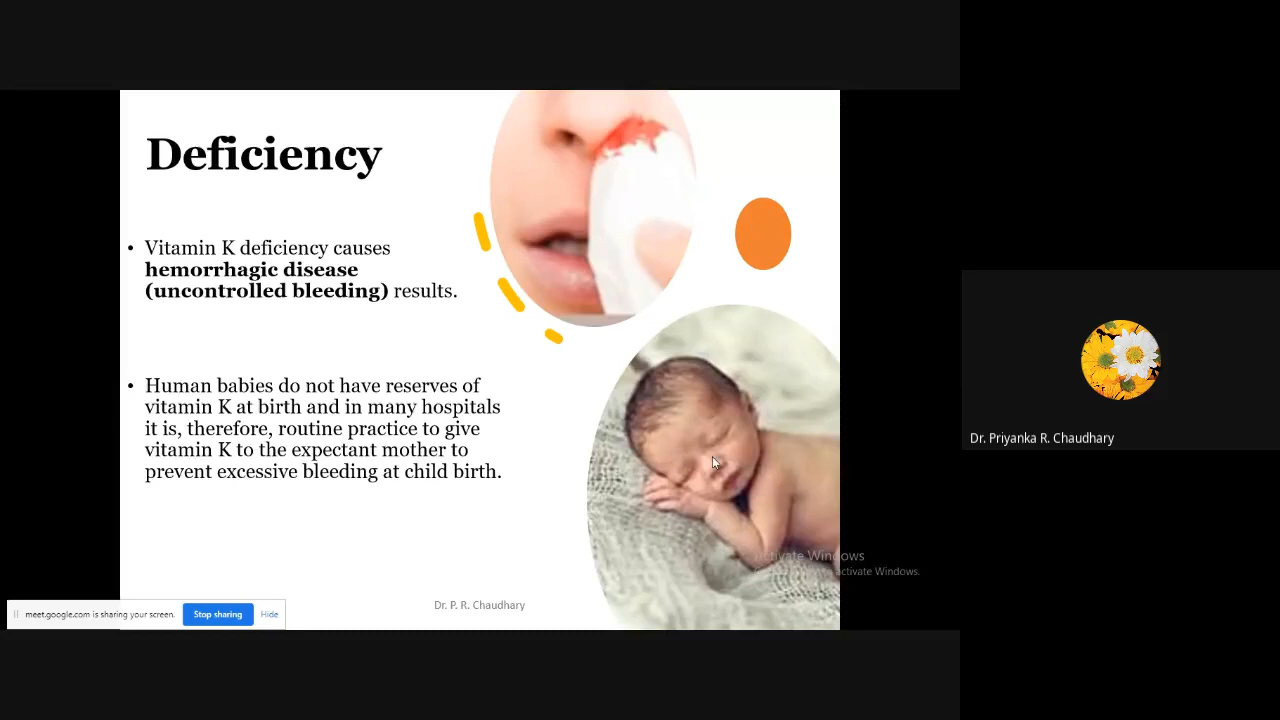 Deficiency
• Vitamin K deficiency causes
hemorrhagic disease
(uncontrolled bleeding) results.
• Human babies do not have reserves of
vitamin K at birth and in many hospitals
it is, therefore, routine practice to give
vitamin K to the expectant mother to
prevent excessive bleeding at child birth.
Dr. P. R. Chaudhary
Activate Windows
activate Windows.
meet.google.com is sharing your screen. Stop sharing Hide
Dr. Priyanka R. Chaudhary